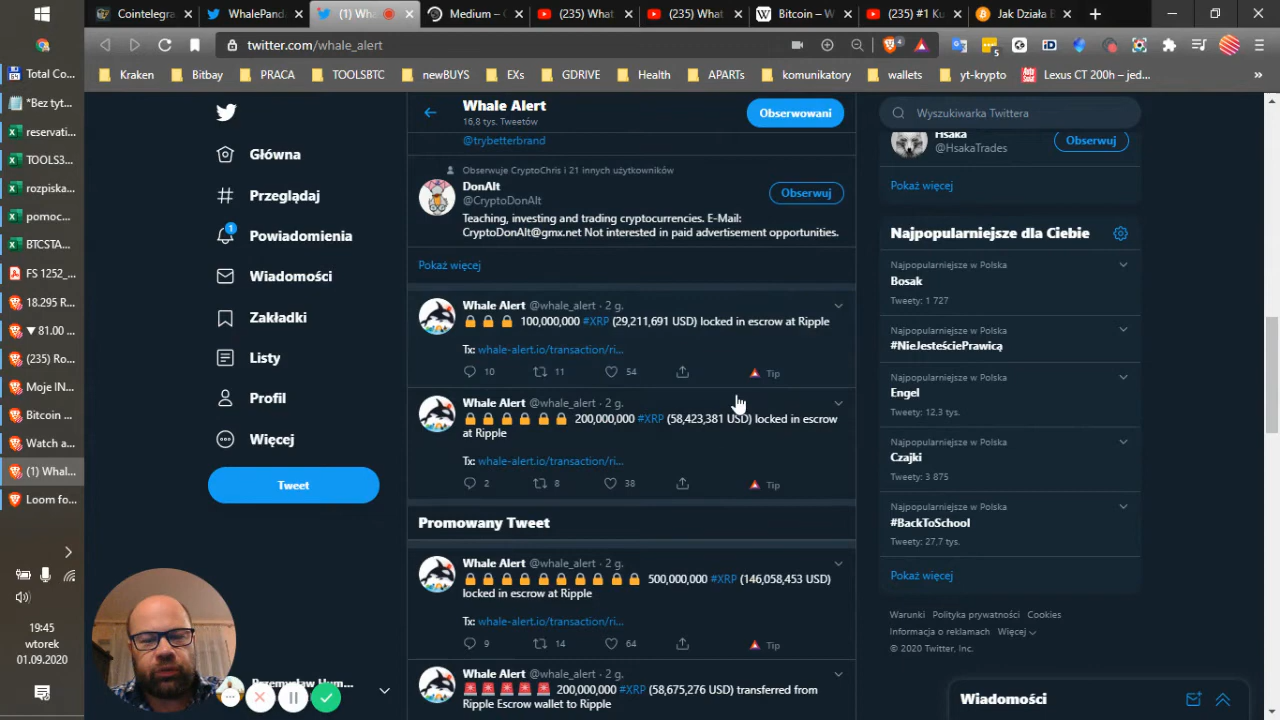 Cointelegra
WhalePand
(1) Wha
Medium – C
(235) What
(235) What
Bitcoin – W
(235) #1 Ku
Jak Działa B
twitter.com/whale_alert
4
5
Kraken
Bitbay
PRACA
TOOLSBTC
newBUYS
EXs
GDRIVE
Health
APARTs
komunikatory
wallets
yt-krypto
Lexus CT 200h — jed...
Total Co...
*Bez tyt...
reservati...
TOOLS3...
rozpiska...
pomoc...
BTCSTA...
FS 1252_...
18.295 R...
▼ 81.00 ...
(235) Ro...
Moje IN...
Bitcoin ...
Watch a...
(1) Whal...
Loom fo...
19:45
wtorek
01.09.2020
Główna
Przeglądaj
1
Powiadomienia
Wiadomości
Zakładki
Listy
Profil
Więcej
Tweet
Przemysław Hum...
Whale Alert
16,8 tys. Tweetów
Obserwowani
@trybetterbrand
Obserwuje CryptoChris i 21 innych użytkowników
DonAlt
@CryptoDonAlt
Obserwuj
Teaching, investing and trading cryptocurrencies. E-Mail:
CryptoDonAlt@gmx.net Not interested in paid advertisement opportunities.
Pokaż więcej
Whale Alert @whale_alert · 2 g.
🔒 🔒 🔒 100,000,000 #XRP (29,211,691 USD) locked in escrow at Ripple
Tx: whale-alert.io/transaction/ri...
10 11 54 Tip
Whale Alert @whale_alert · 2 g.
🔒 🔒 🔒 🔒 🔒 🔒 200,000,000 #XRP (58,423,381 USD) locked in escrow
at Ripple
Tx: whale-alert.io/transaction/ri...
2 8 38 Tip
Promowany Tweet
Whale Alert @whale_alert · 2 g.
🔒 🔒 🔒 🔒 🔒 🔒 🔒 🔒 🔒 🔒 500,000,000 #XRP (146,058,453 USD)
locked in escrow at Ripple
Tx: whale-alert.io/transaction/ri...
9 14 64 Tip
Whale Alert @whale_alert · 2 g.
🚨 🚨 🚨 🚨 🚨 200,000,000 #XRP (58,675,276 USD) transferred from
Ripple Escrow wallet to Ripple
Wyszukiwarka Twittera
Hsaka
@HsakaTrades
Obserwuj
Pokaż więcej
Najpopularniejsze dla Ciebie
Najpopularniejsze w Polska
Bosak
Tweety: 1 727
Najpopularniejsze w Polska
#NieJesteściePrawicą
Najpopularniejsze w Polska
Engel
Tweety: 12,3 tys.
Najpopularniejsze w Polska
Czajki
Tweety: 3 875
Najpopularniejsze w Polska
#BackToSchool
Tweety: 27,7 tys.
Pokaż więcej
Warunki Polityka prywatności Cookies
Informacja o reklamach Więcej
© 2020 Twitter, Inc.
Wiadomości